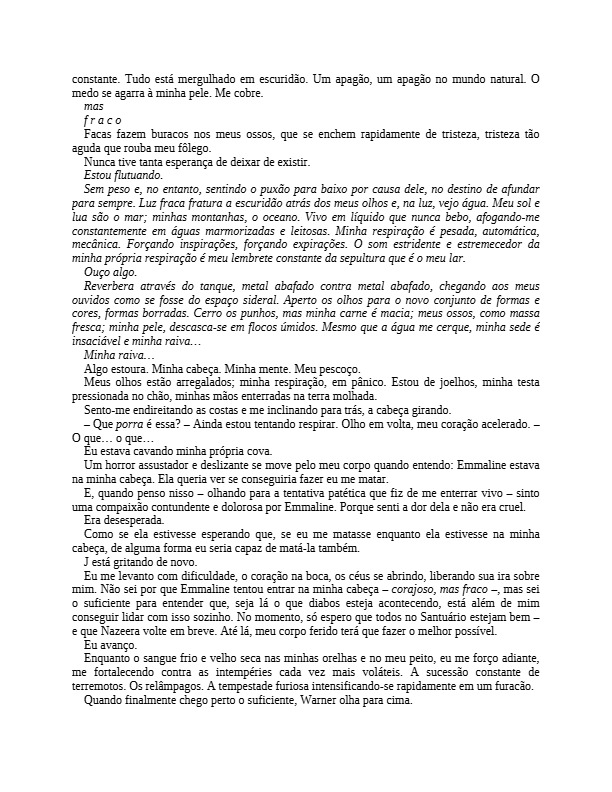 constante. Tudo está mergulhado em escuridão. Um apagão, um apagão no mundo natural. O
medo se agarra à minha pele. Me cobre.
mas
f r a c o
Facas fazem buracos nos meus ossos, que se enchem rapidamente de tristeza, tristeza tão
aguda que rouba meu fôlego.
Nunca tive tanta esperança de deixar de existir.
Estou flutuando.
Sem peso e, no entanto, sentindo o puxão para baixo por causa dele, no destino de afundar
para sempre. Luz fraca fratura a escuridão atrás dos meus olhos e, na luz, vejo água. Meu sol e
lua são o mar; minhas montanhas, o oceano. Vivo em líquido que nunca bebo, afogando-me
constantemente em águas marmorizadas e leitosas. Minha respiração é pesada, automática,
mecânica. Forçando inspirações, forçando expirações. O som estridente e estremecedor da
minha própria respiração é meu lembrete constante da sepultura que é o meu lar.
Ouço algo.
Reverbera através do tanque, metal abafado contra metal abafado, chegando aos meus
ouvidos como se fosse do espaço sideral. Aperto os olhos para o novo conjunto de formas e
cores, formas borradas. Cerro os punhos, mas minha carne é macia; meus ossos, como massa
fresca; minha pele, descasca-se em flocos úmidos. Mesmo que a água me cerque, minha sede é
insaciável e minha raiva…
Minha raiva…
Algo estoura. Minha cabeça. Minha mente. Meu pescoço.
Meus olhos estão arregalados; minha respiração, em pânico. Estou de joelhos, minha testa
pressionada no chão, minhas mãos enterradas na terra molhada.
Sento-me endireitando as costas e me inclinando para trás, a cabeça girando.
– Que porra é essa? – Ainda estou tentando respirar. Olho em volta, meu coração acelerado. –
O que… o que…
Eu estava cavando minha própria cova.
Um horror assustador e deslizante se move pelo meu corpo quando entendo: Emmaline estava
na minha cabeça. Ela queria ver se conseguiria fazer eu me matar.
E, quando penso nisso – olhando para a tentativa patética que fiz de me enterrar vivo – sinto
uma compaixão contundente e dolorosa por Emmaline. Porque senti a dor dela e não era cruel.
Era desesperada.
Como se ela estivesse esperando que, se eu me matasse enquanto ela estivesse na minha
cabeça, de alguma forma eu seria capaz de matá-la também.
J está gritando de novo.
Eu me levanto com dificuldade, o coração na boca, os céus se abrindo, liberando sua ira sobre
mim. Não sei por que Emmaline tentou entrar na minha cabeça – corajoso, mas fraco –, mas sei
o suficiente para entender que, seja lá o que diabos esteja acontecendo, está além de mim
conseguir lidar com isso sozinho. No momento, só espero que todos no Santuário estejam bem –
e que Nazeera volte em breve. Até lá, meu corpo ferido terá que fazer o melhor possível.
Eu avanço.
Enquanto o sangue frio e velho seca nas minhas orelhas e no meu peito, eu me forço adiante,
me fortalecendo contra as intempéries cada vez mais voláteis. A sucessão constante de
terremotos. Os relâmpagos. A tempestade furiosa intensificando-se rapidamente em um furacão.
Quando finalmente chego perto o suficiente, Warner olha para cima.